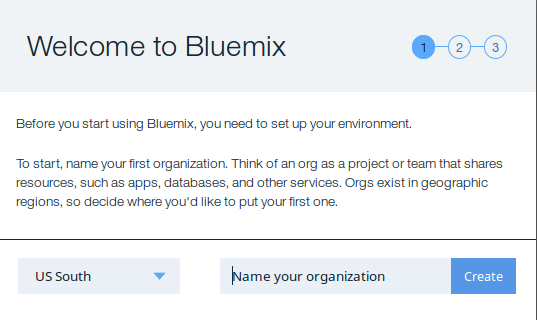 Welcome to Bluemix
1 2 3
Before you start using Bluemix, you need to set up your environment.
To start, name your first organization. Think of an org as a project or team that shares
resources, such as apps, databases, and other services. Orgs exist in geographic
regions, so decide where you'd like to put your first one.
US South
Name your organization
Create